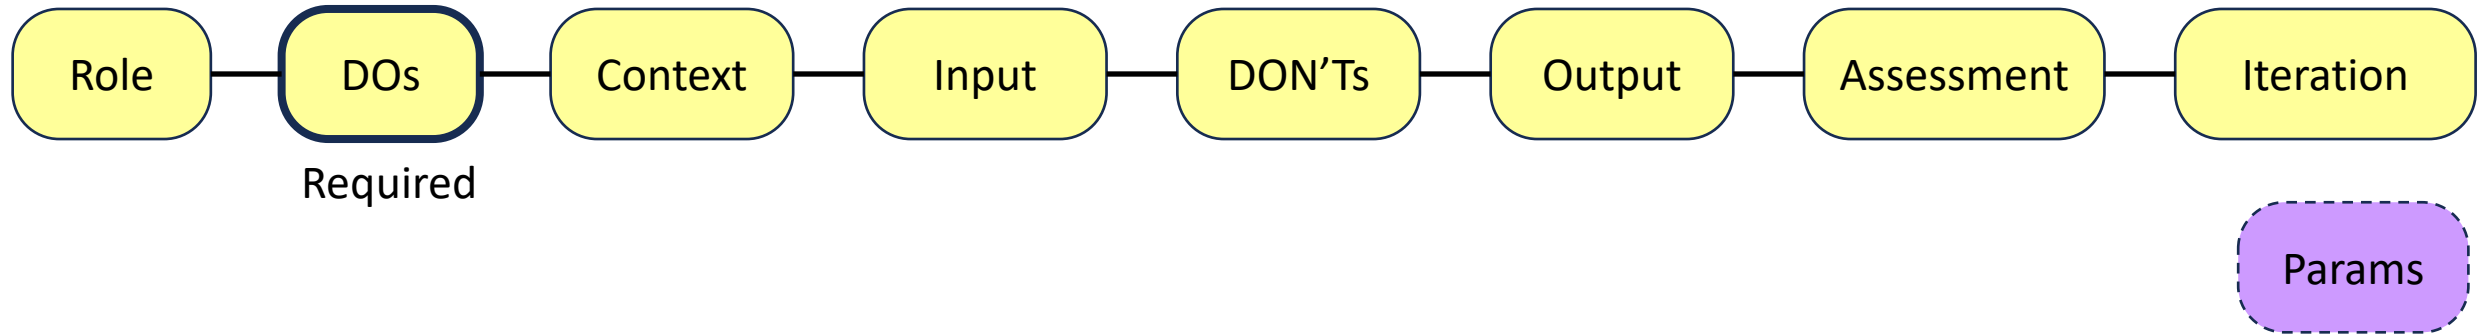 Role
DOs
Context
Input
DON’Ts
Output
Assessment
Iteration
Required
Params